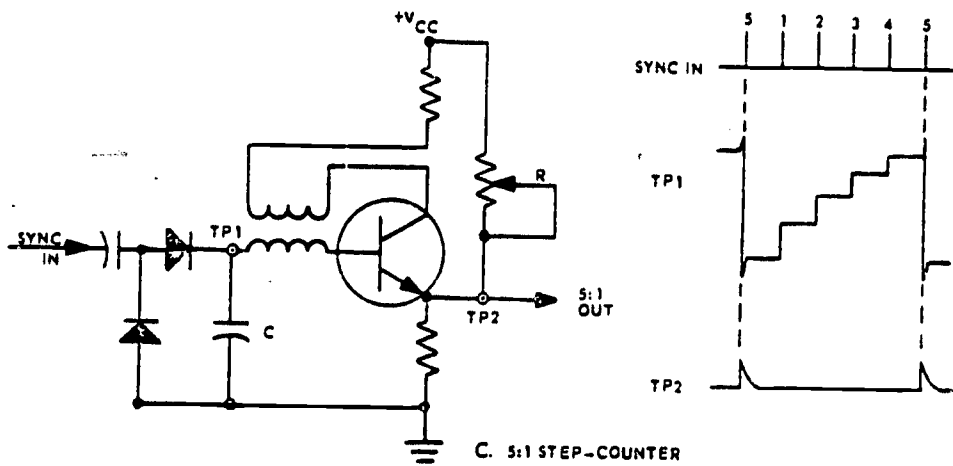 +VCC
R
TP1
SYNC
IN
C
TP2
5:1
OUT
C. 5:1 STEP-COUNTER
5 1 2 3 4 5
SYNC IN
TP1
TP2